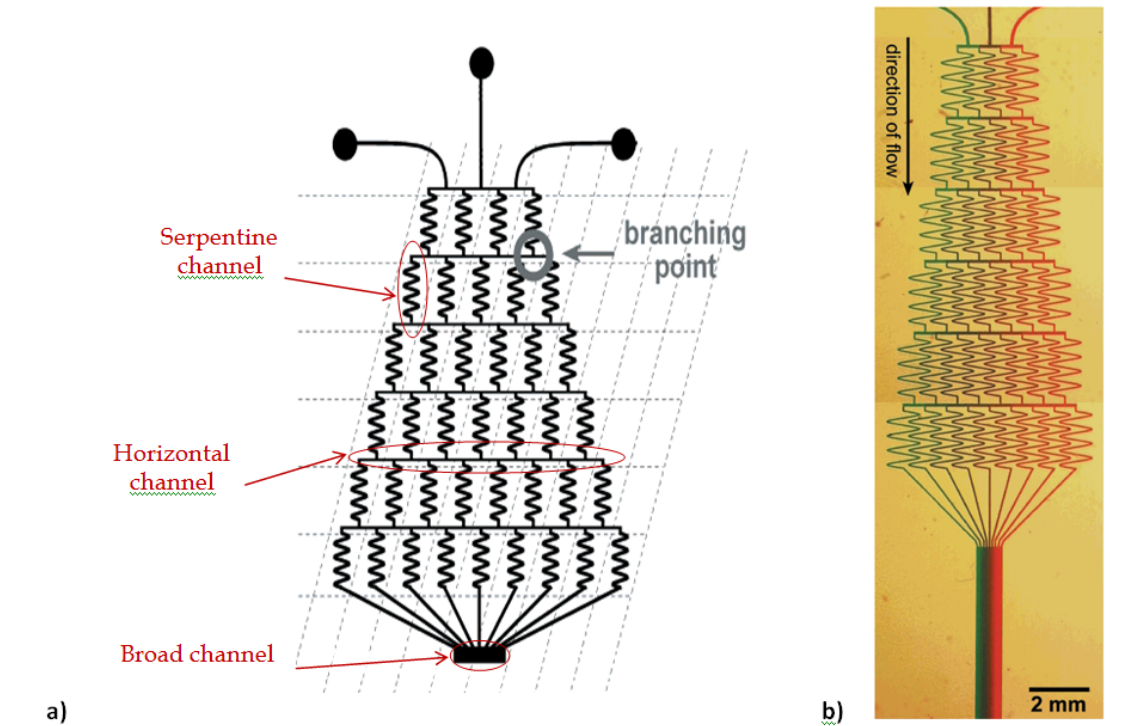 direction of flow
Serpentine
channel
branching
point
Horizontal
channel
Broad channel
a)
b)
2 mm